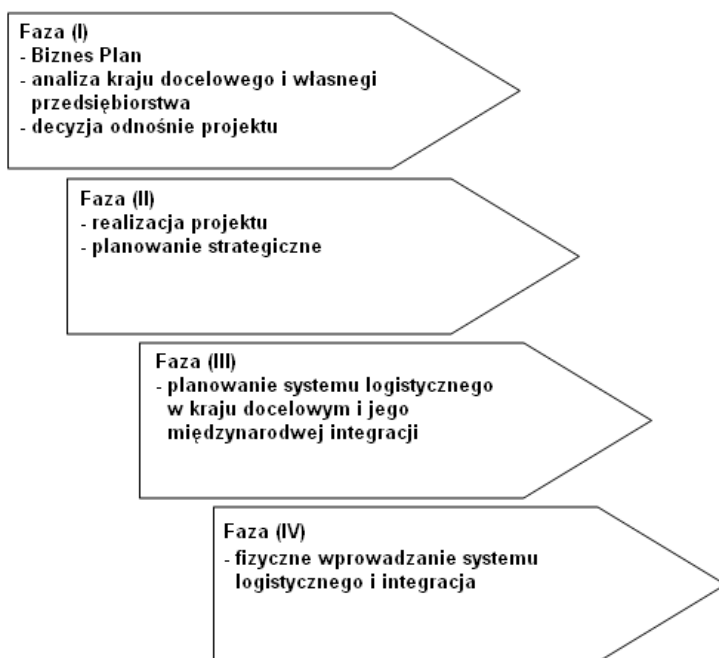 Faza (I)
- Biznes Plan
- analiza kraju docelowego i własnegi
przedsiębiorstwa
- decyzja odnośnie projektu
Faza (II)
- realizacja projektu
- planowanie strategiczne
Faza (III)
- planowanie systemu logistycznego
w kraju docelowym i jego
międzynarodwej integracji
Faza (IV)
- fizyczne wprowadzanie systemu
logistycznego i integracja